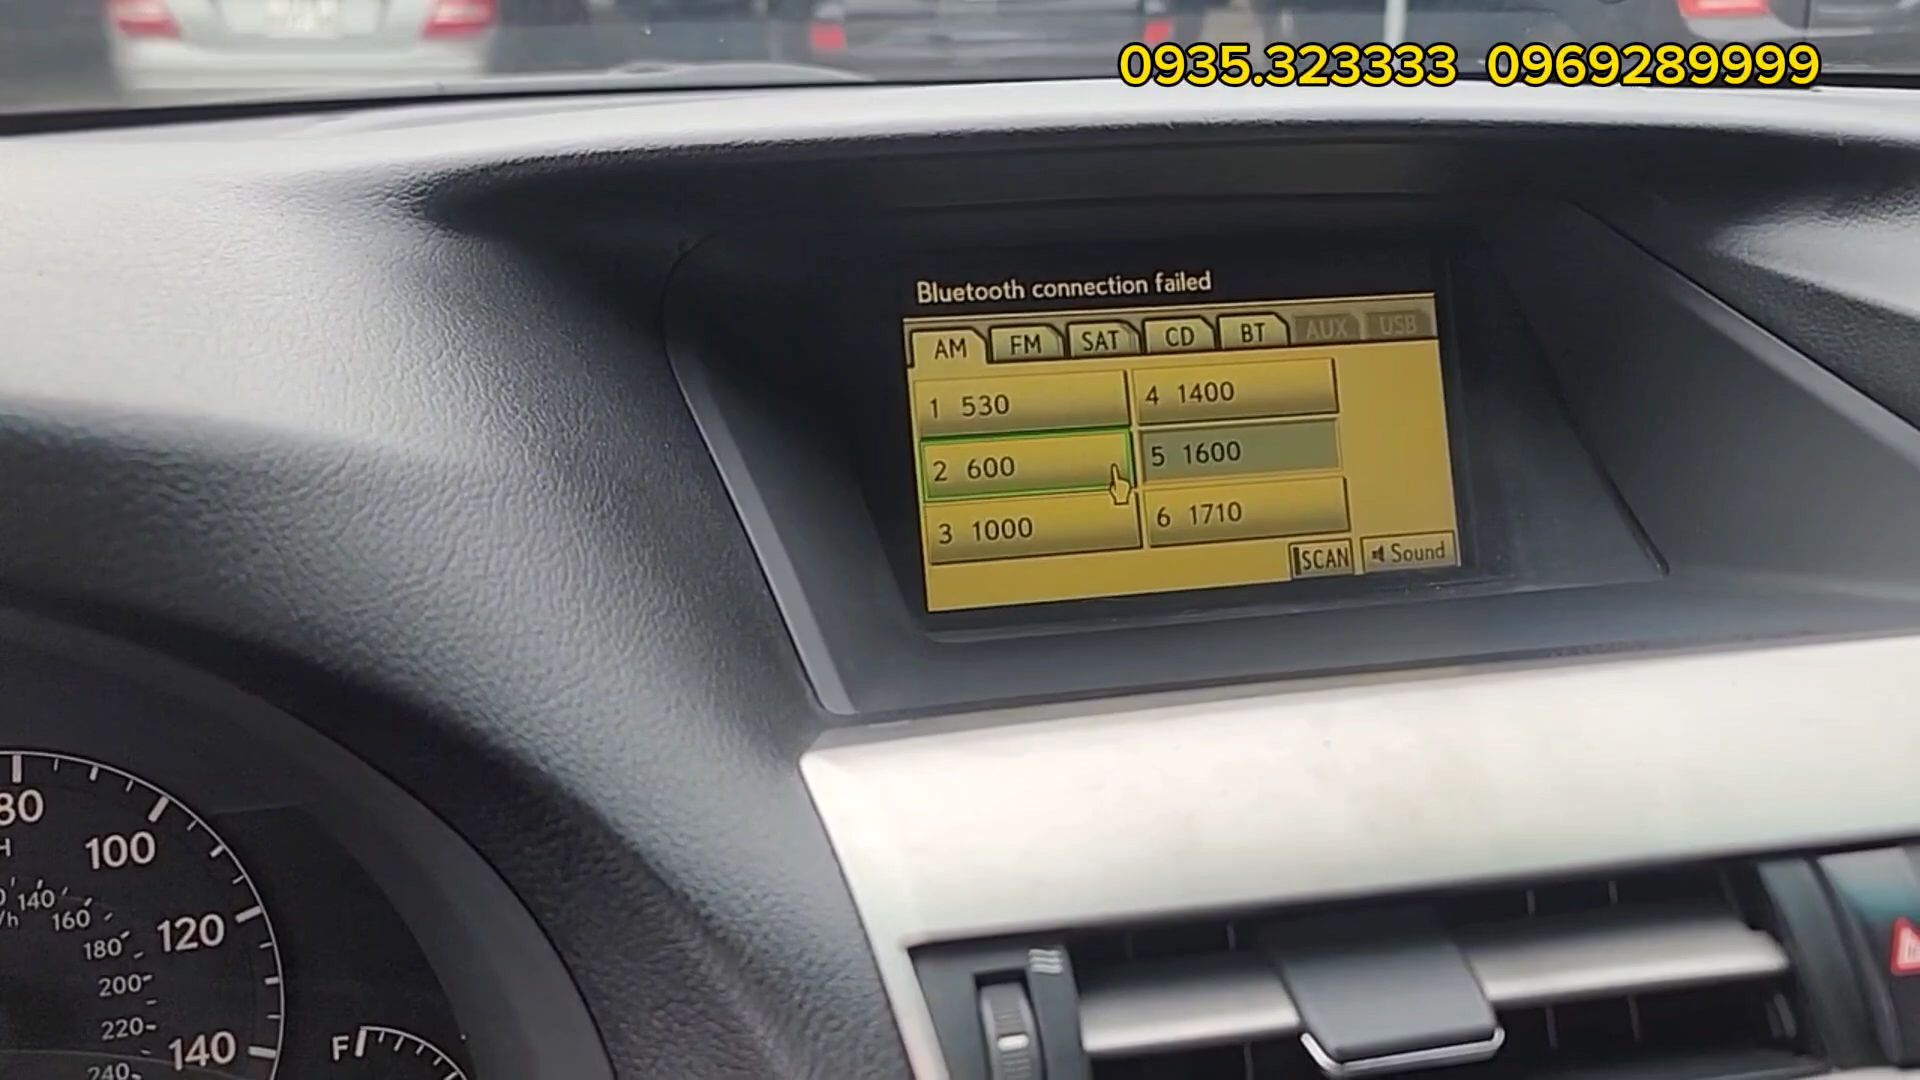 0935.323333 0969289999
Bluetooth connection failed
AM FM SAT CD BT AUX USB
1 530 4 1400
2 600 5 1600
3 1000 6 1710
SCAN Sound
80
100
120
140
140
160
180
200
220
240
F